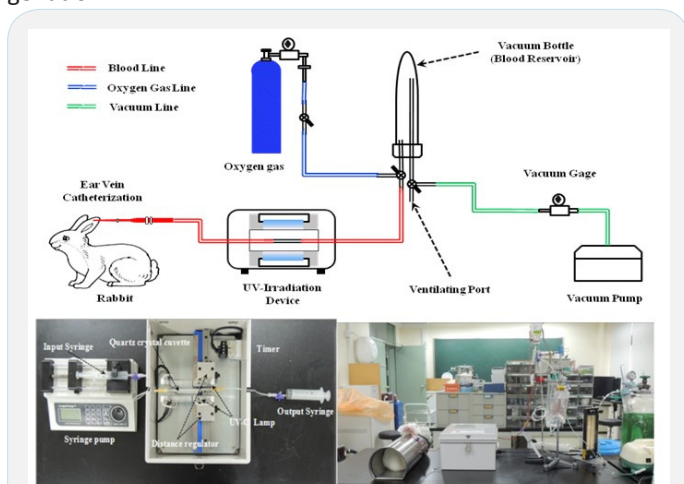 Blood Line
Oxygen Gas Line
Vacuum Line
Oxygen gas
Vacuum Bottle
(Blood Reservoir)
Vacuum Gage
Ear Vein
Catheterization
Rabbit
UV-Irradiation
Device
Ventilating Port
Vacuum Pump
Input Syringe
Quartz crystal cuvette
Timer
Syringe pump
Distance regulator
UV-C Lamp
Output Syringe